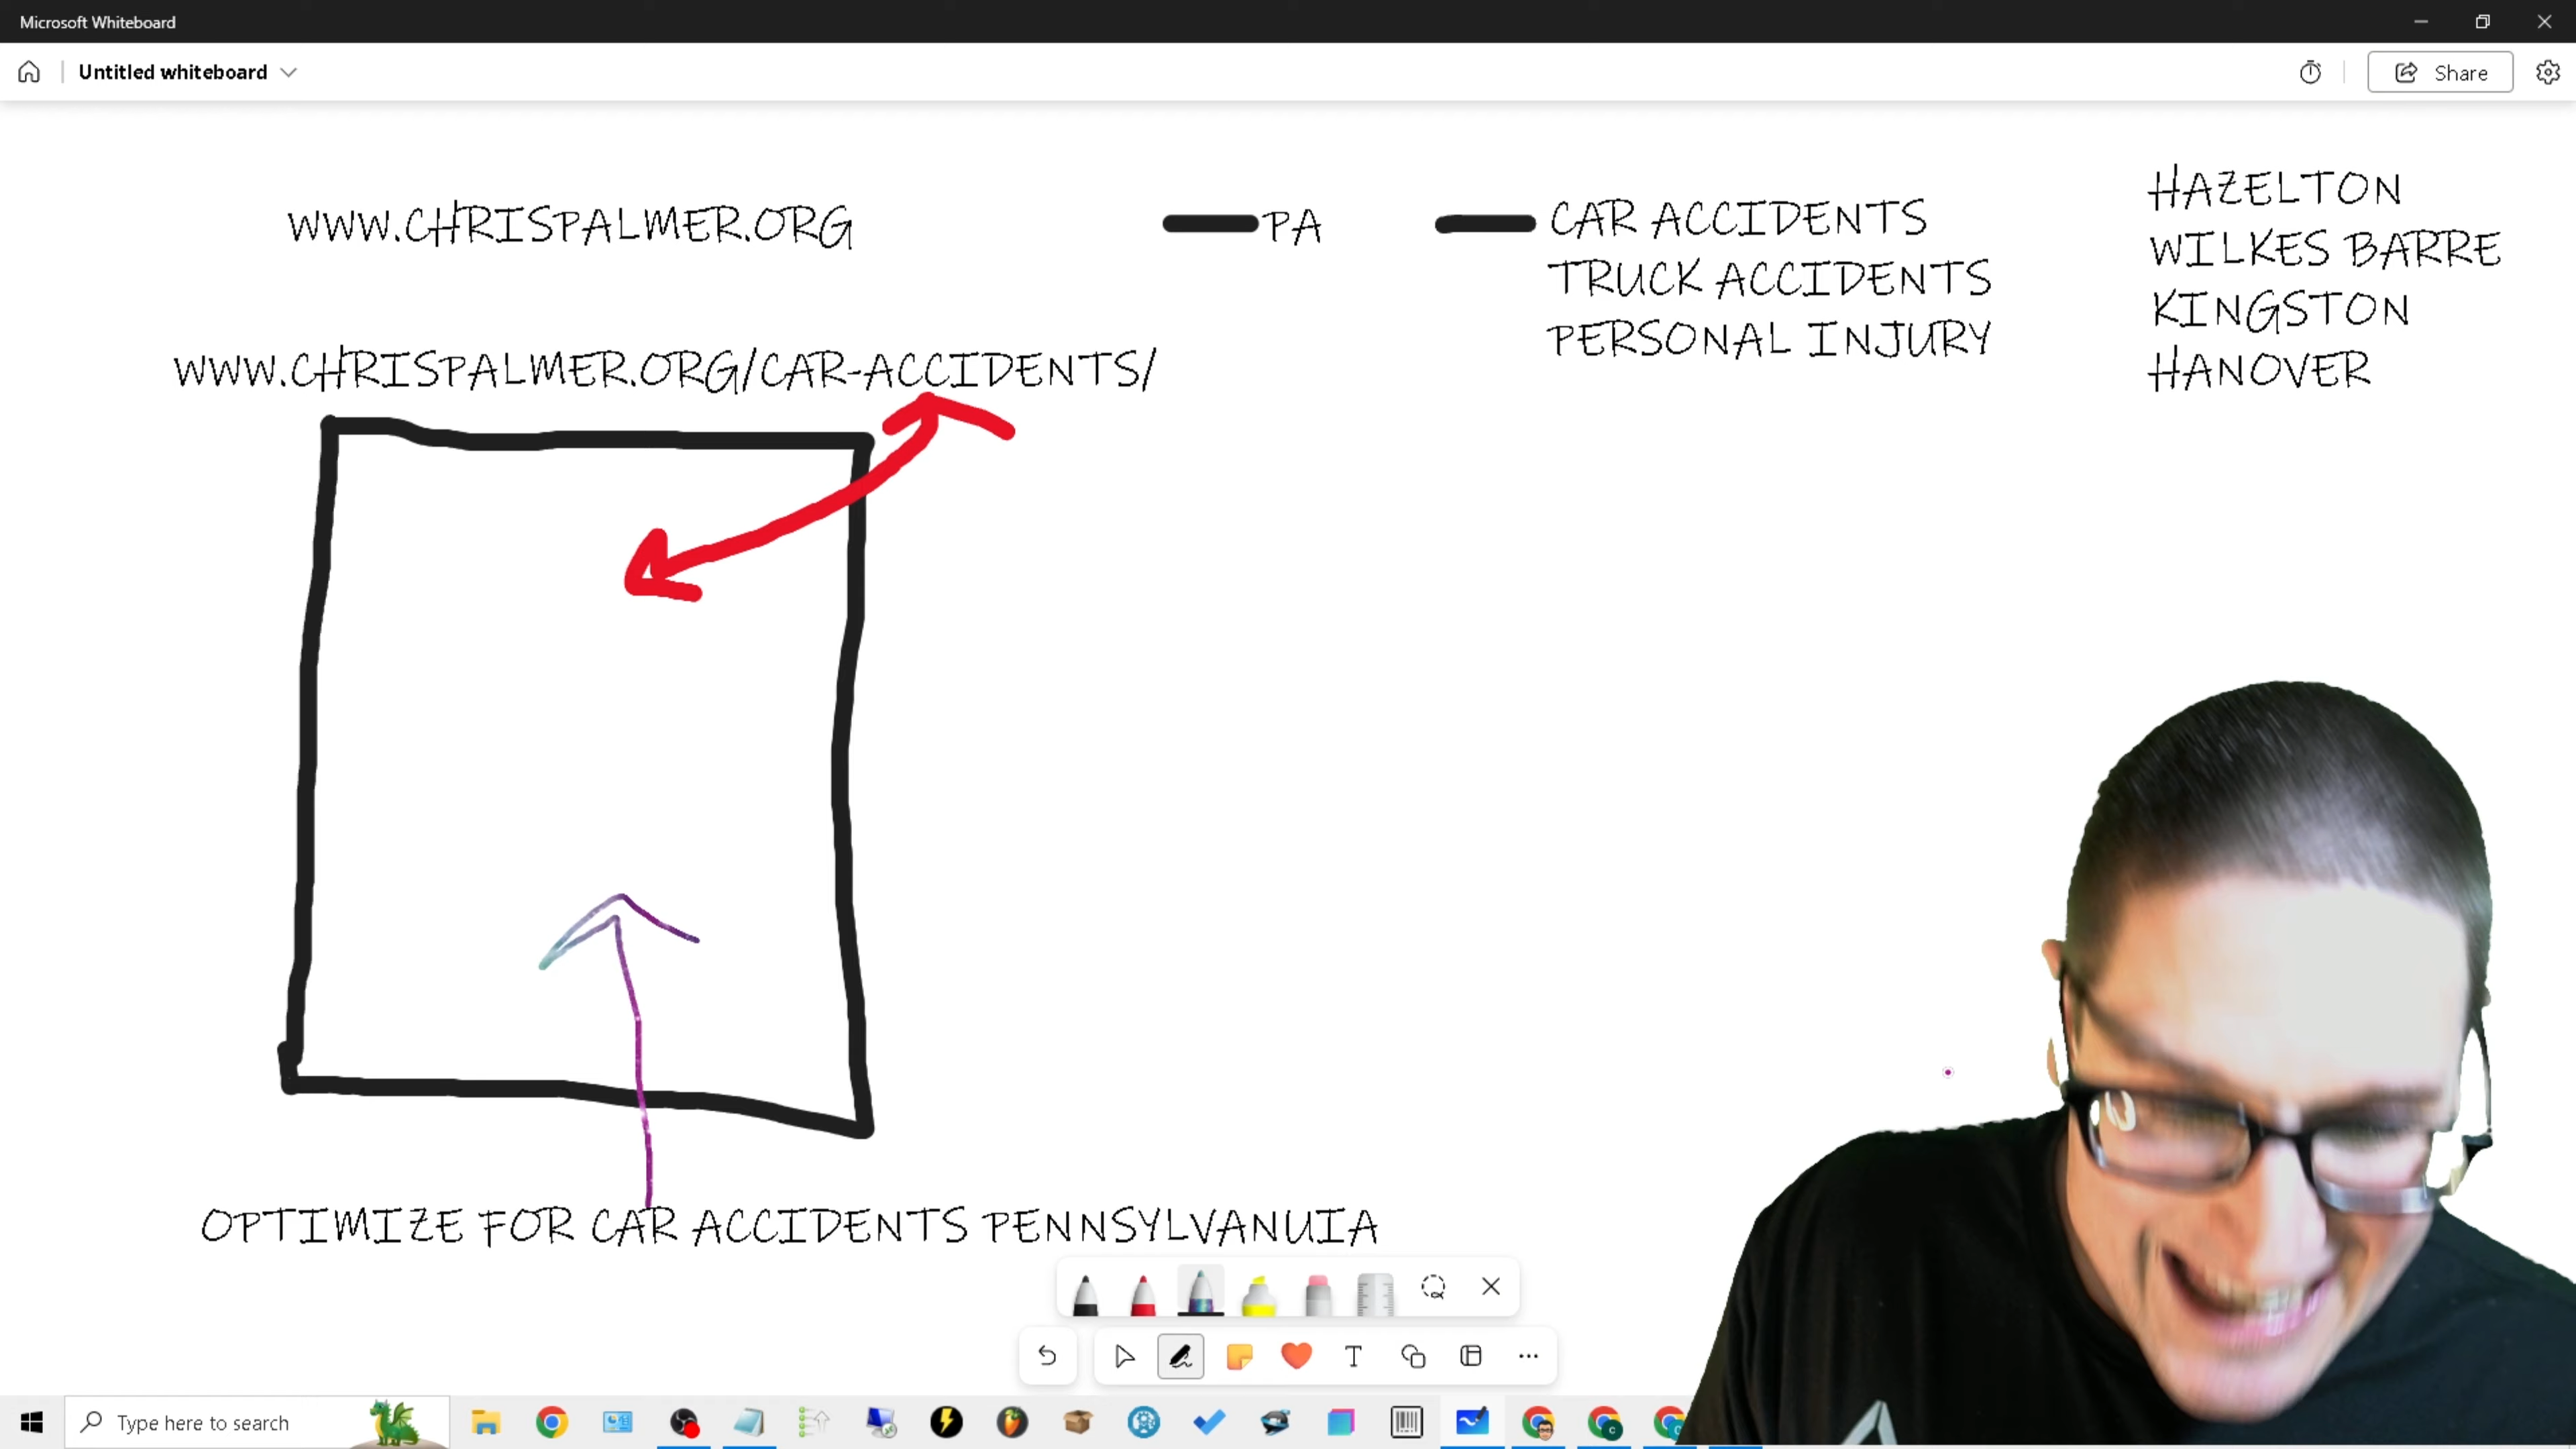 Microsoft Whiteboard
Untitled whiteboard
Share
WWW.CHRISPALMER.ORG
PA
CAR ACCIDENTS
TRUCK ACCIDENTS
PERSONAL INJURY
HAZELTON
WILKES BARRE
KINGSTON
HANOVER
WWW.CHRISPALMER.ORG/CAR-ACCIDENTS/
OPTIMIZE FOR CAR ACCIDENTS PENNSYLVANUIA
Type here to search